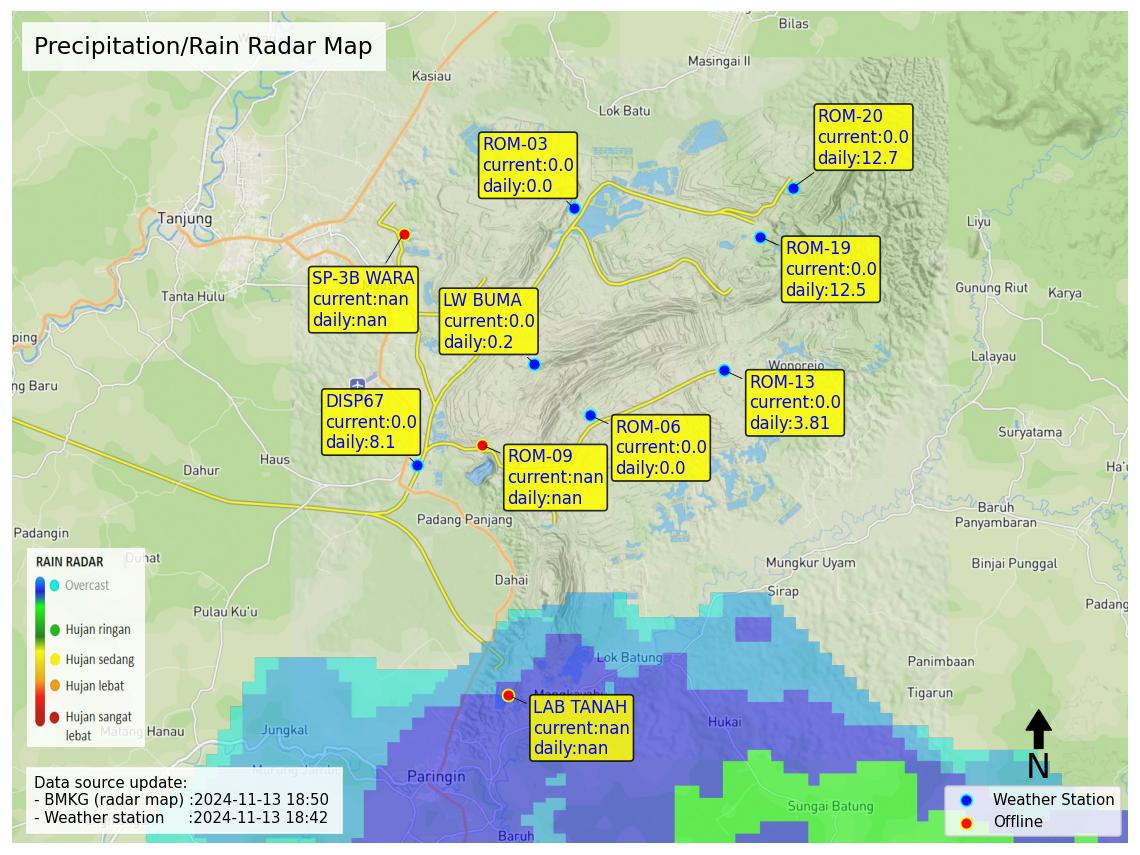 Precipitation/Rain Radar Map
Bilas
Masingai II
Kasiau
Lok Batu
ROM-20
current:0.0
daily:12.7
ROM-03
current:0.0
daily:0.0
Tanjung
Liyu
ROM-19
current:0.0
daily:12.5
SP-3B WARA
current:nan
daily:nan
Tanta Hulu
LW BUMA
current:0.0
daily:0.2
Gunung Riut
Karya
ping
Lalayau
Wonorejo
ng Baru
ROM-13
current:0.0
daily:3.81
DISP67
current:0.0
daily:8.1
ROM-06
current:0.0
daily:0.0
Suryatama
ROM-09
current:nan
daily:nan
Haus
Dahur
Ha'u
Baruh
Panyambaran
Padang Panjang
Padangin
Duhat
Mungkur Uyam
Binjai Punggal
Dahai
Sirap
Padang
Pulau Ku'u
RAIN RADAR
Overcast
Hujan ringan
Hujan sedang
Hujan lebat
Hujan sangat
lebat
Lok Batung
Panimbaan
Tigarun
LAB TANAH
current:nan
daily:nan
Hukai
Matang Hanau
Jungkal
Paringin
Sungai Batung
Baruh
Data source update:
- BMKG (radar map) :2024-11-13 18:50
- Weather station :2024-11-13 18:42
N
Weather Station
Offline